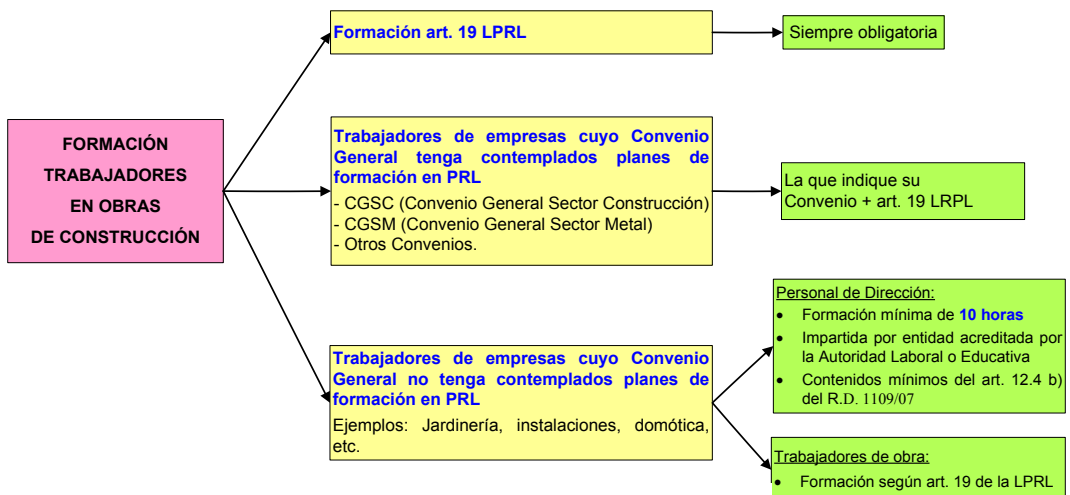 FORMACIÓN
TRABAJADORES
EN OBRAS
DE CONSTRUCCIÓN
Formación art. 19 LPRL
Siempre obligatoria
Trabajadores de empresas cuyo Convenio
General tenga contemplados planes de
formación en PRL
- CGSC (Convenio General Sector Construcción)
- CGSM (Convenio General Sector Metal)
- Otros Convenios.
La que indique su
Convenio + art. 19 LRPL
Trabajadores de empresas cuyo Convenio
General no tenga contemplados planes de
formación en PRL
Ejemplos: Jardinería, instalaciones, domótica,
etc.
Personal de Dirección:
• Formación mínima de 10 horas
• Impartida por entidad acreditada por
la Autoridad Laboral o Educativa
• Contenidos mínimos del art. 12.4 b)
del R.D. 1109/07
Trabajadores de obra:
• Formación según art. 19 de la LPRL